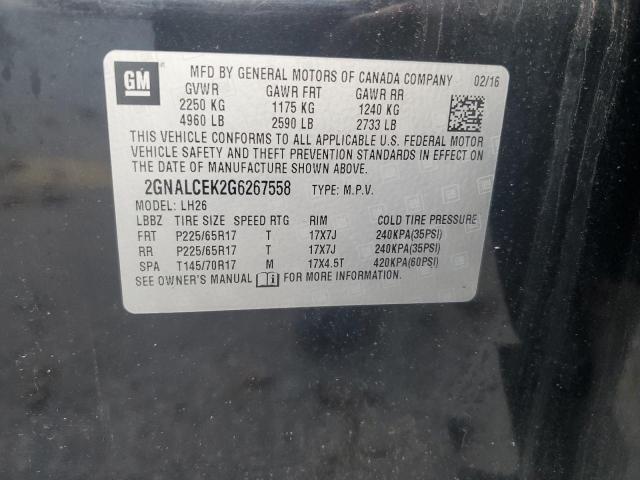 GM
MFD BY GENERAL MOTORS OF CANADA COMPANY 02/16
GVWR GAWR FRT GAWR RR
2250 KG 1175 KG 1240 KG
4960 LB 2590 LB 2733 LB
THIS VEHICLE CONFORMS TO ALL APPLICABLE U.S. FEDERAL MOTOR
VEHICLE SAFETY AND THEFT PREVENTION STANDARDS IN EFFECT ON
THE DATE OF MANUFACTURE SHOWN ABOVE.
2GNALCEK2G6267558 TYPE: M.P.V.
MODEL: LH26
LBBZ TIRE SIZE SPEED RTG RIM COLD TIRE PRESSURE
FRT P225/65R17 T 17X7J 240KPA(35PSI)
RR P225/65R17 T 17X7J 240KPA(35PSI)
SPA T145/70R17 M 17X4.5T 420KPA(60PSI)
SEE OWNER'S MANUAL FOR MORE INFORMATION.